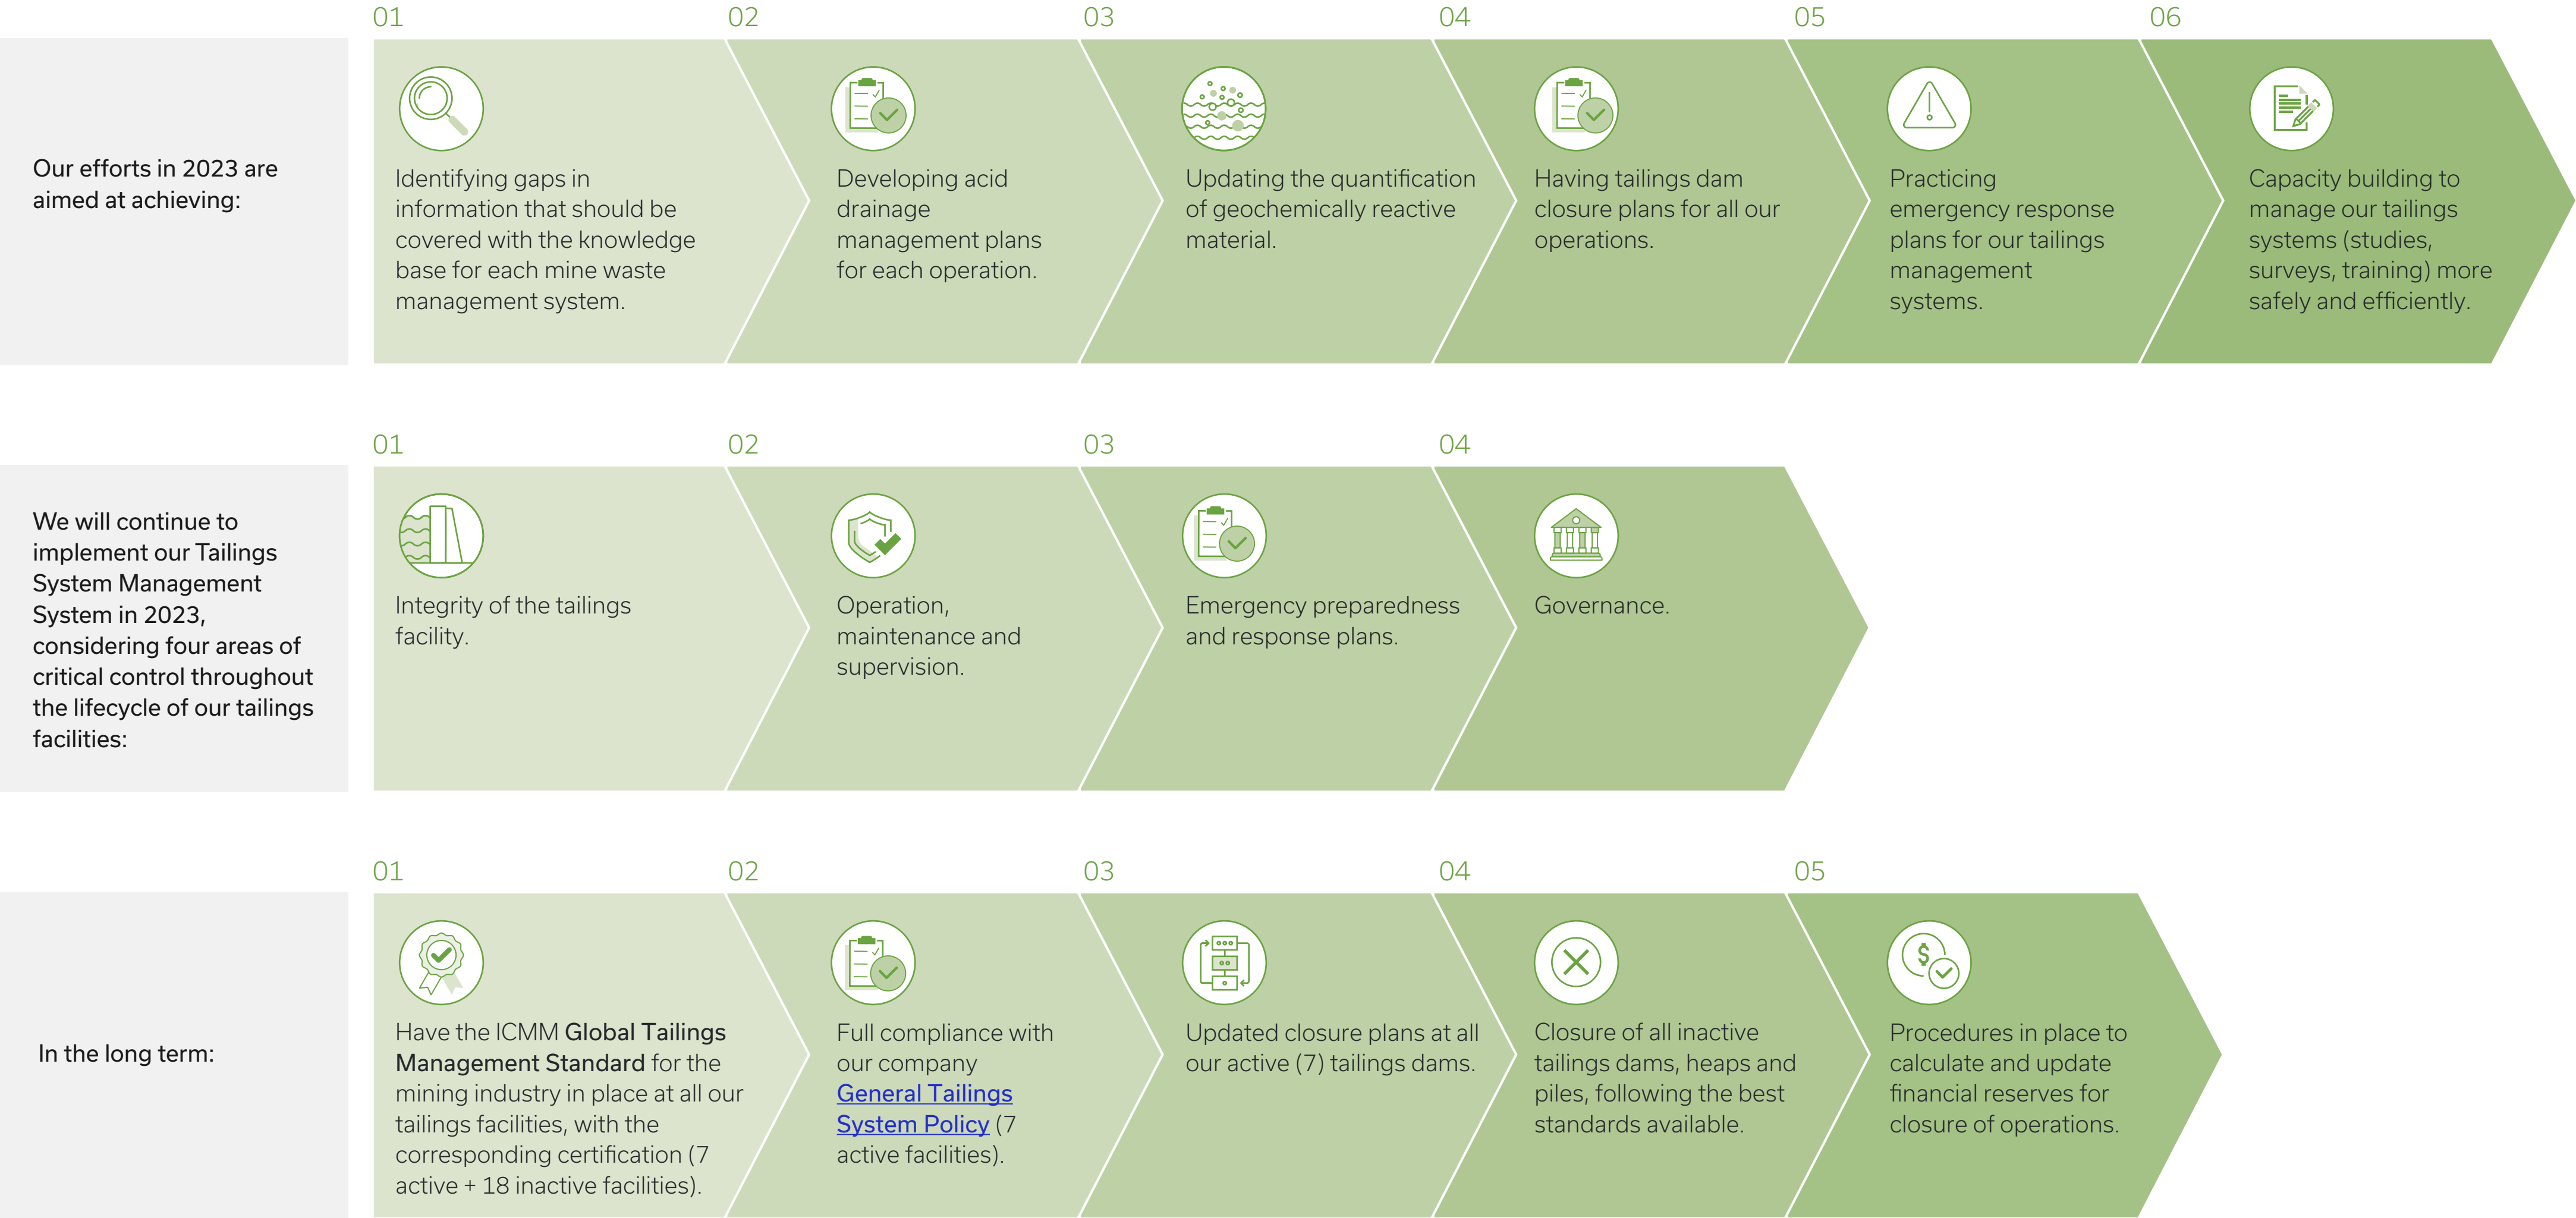 Our efforts in 2023 are
aimed at achieving:
01
Identifying gaps in
information that should be
covered with the knowledge
base for each mine waste
management system.
02
Developing acid
drainage
management plans
for each operation.
03
Updating the quantification
of geochemically reactive
material.
04
Having tailings dam
closure plans for all our
operations.
05
Practicing
emergency response
plans for our tailings
management
systems.
06
Capacity building to
manage our tailings
systems (studies,
surveys, training) more
safely and efficiently.
We will continue to
implement our Tailings
System Management
System in 2023,
considering four areas of
critical control throughout
the lifecycle of our tailings
facilities:
01
Integrity of the tailings
facility.
02
Operation,
maintenance and
supervision.
03
Emergency preparedness
and response plans.
04
Governance.
In the long term:
01
Have the ICMM Global Tailings
Management Standard for the
mining industry in place at all our
tailings facilities, with the
corresponding certification (7
active + 18 inactive facilities).
02
Full compliance with
our company
General Tailings
System Policy (7
active facilities).
03
Updated closure plans at all
our active (7) tailings dams.
04
Closure of all inactive
tailings dams, heaps and
piles, following the best
standards available.
05
Procedures in place to
calculate and update
financial reserves for
closure of operations.